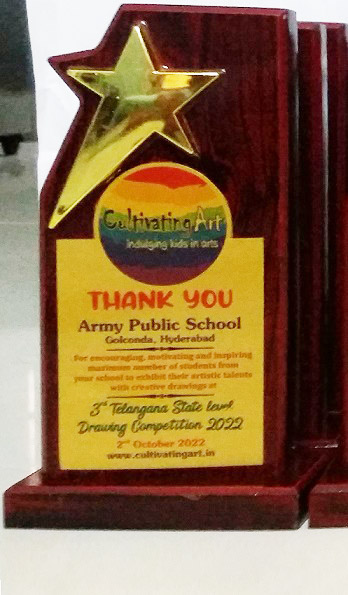 Cultivating Art
Indulging kids in arts
THANK YOU
Army Public School
Golconda, Hyderabad
For encouraging, motivating and inspiring
maximum number of students from
your school to exhibit their artistic talents
with creative drawings at
3rd Telangana State level
Drawing Competition 2022
2nd October 2022
www.cultivatingart.in